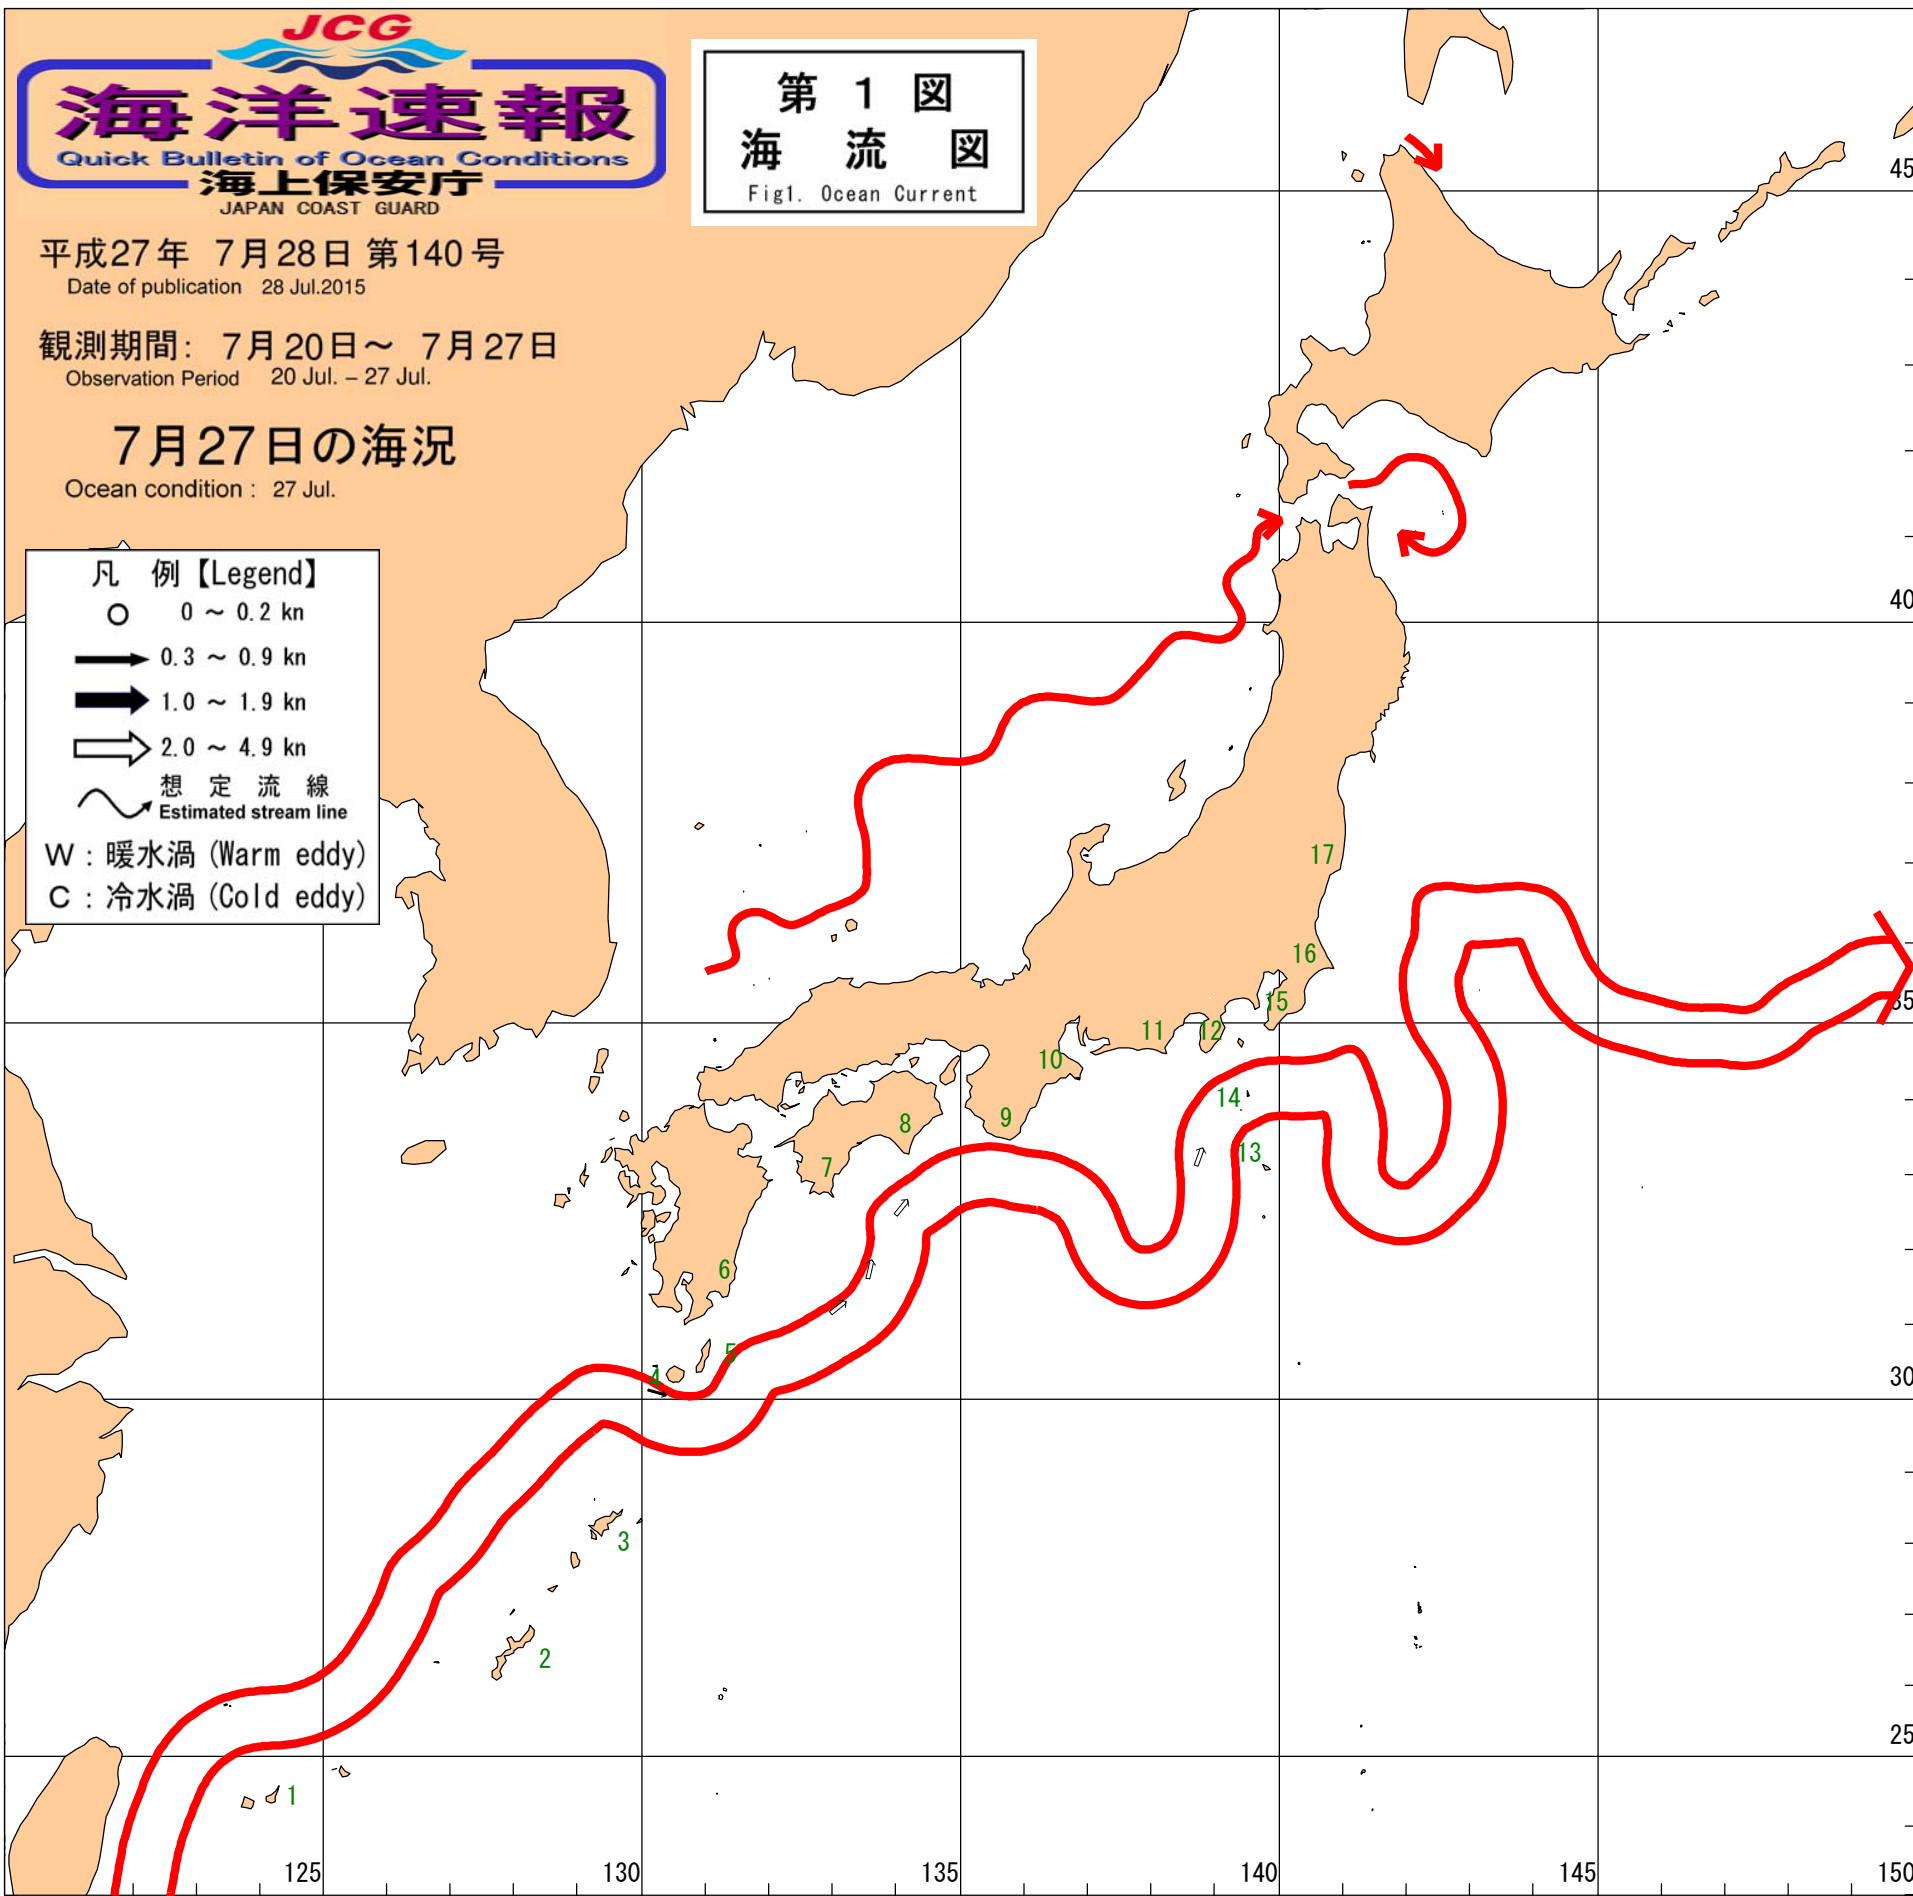 JCG
海洋速報
Quick Bulletin of Ocean Conditions
海上保安庁
JAPAN COAST GUARD
第 1 図
海 流 図
Fig1. Ocean Current
平成27年 7月28日 第140号
Date of publication 28 Jul.2015
観測期間: 7月20日～ 7月27日
Observation Period 20 Jul. – 27 Jul.
7月27日の海況
Ocean condition : 27 Jul.
凡 例【Legend】
0 ～ 0.2 kn
0.3 ～ 0.9 kn
1.0 ～ 1.9 kn
2.0 ～ 4.9 kn
想 定 流 線
Estimated stream line
W : 暖水渦 (Warm eddy)
C : 冷水渦 (Cold eddy)
45
40
35
30
25
17
16
15
12
11
10
14
9
8
13
7
6
5
4
3
2
1
125
130
135
140
145
150